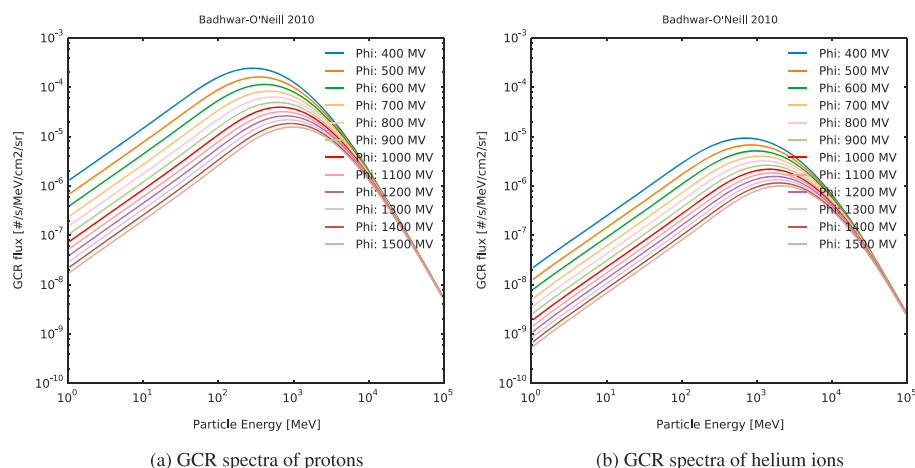 Badhwar-O'Neill 2010
10^-3
10^-4
10^-5
10^-6
10^-7
10^-8
10^-9
10^-10
GCR flux [#/s/MeV/cm2/sr]
Phi: 400 MV
Phi: 500 MV
Phi: 600 MV
Phi: 700 MV
Phi: 800 MV
Phi: 900 MV
Phi: 1000 MV
Phi: 1100 MV
Phi: 1200 MV
Phi: 1300 MV
Phi: 1400 MV
Phi: 1500 MV
10^0 10^1 10^2 10^3 10^4 10^5
Particle Energy [MeV]
(a) GCR spectra of protons
Badhwar-O'Neill 2010
10^-3
10^-4
10^-5
10^-6
10^-7
10^-8
10^-9
10^-10
GCR flux [#/s/MeV/cm2/sr]
Phi: 400 MV
Phi: 500 MV
Phi: 600 MV
Phi: 700 MV
Phi: 800 MV
Phi: 900 MV
Phi: 1000 MV
Phi: 1100 MV
Phi: 1200 MV
Phi: 1300 MV
Phi: 1400 MV
Phi: 1500 MV
10^0 10^1 10^2 10^3 10^4 10^5
Particle Energy [MeV]
(b) GCR spectra of helium ions